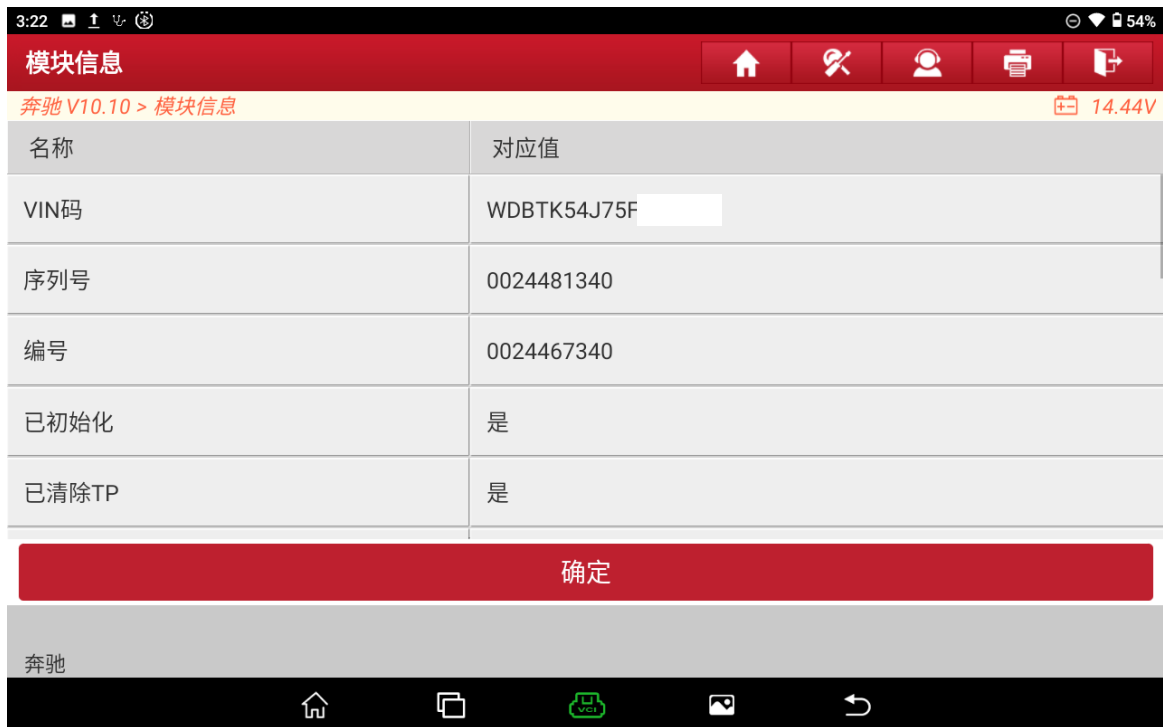 3:22 54%
模块信息
奔驰 V10.10 > 模块信息 14.44V
名称 对应值
VIN码 WDBTK54J75F
序列号 0024481340
编号 0024467340
已初始化 是
已清除TP 是
确定
奔驰
VCI